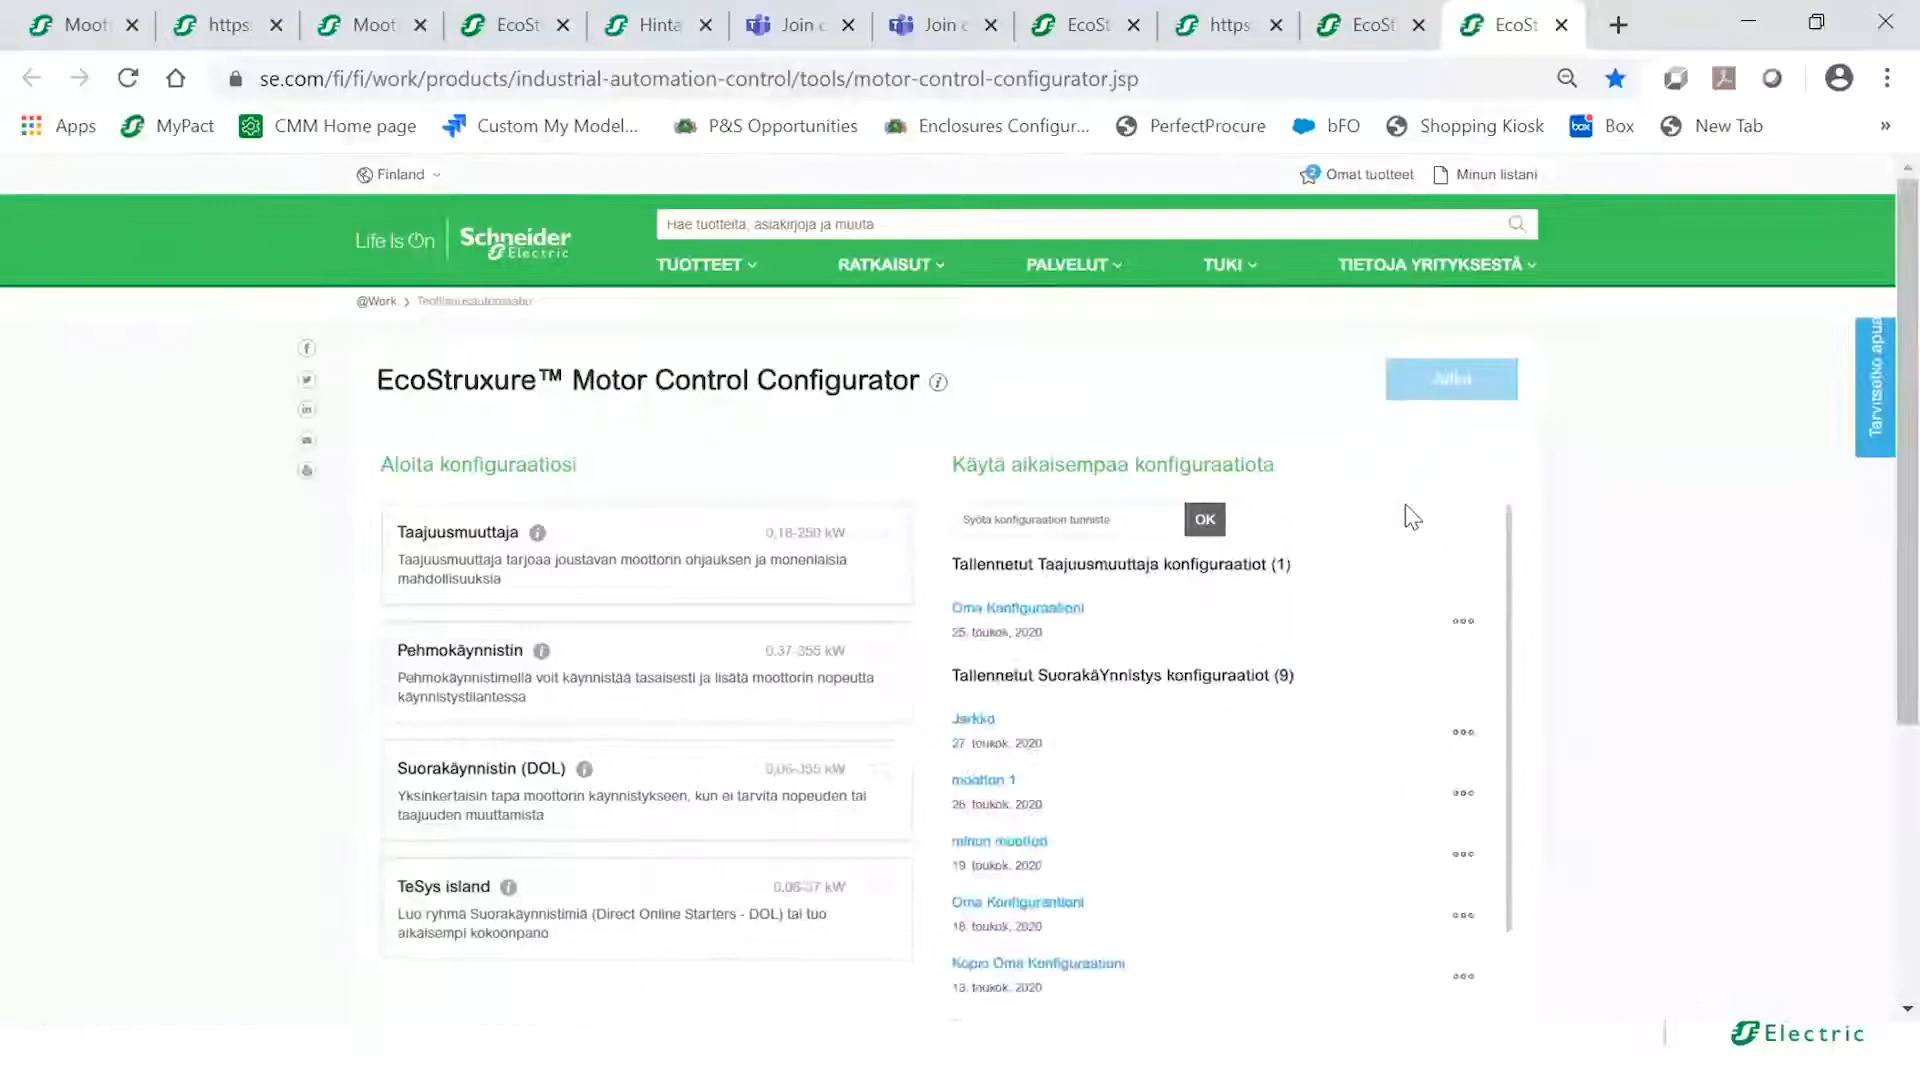 Moot
https
Moot
EcoSt
Hinta
Join c
Join c
EcoSt
https
EcoSt
EcoSt
se.com/fi/fi/work/products/industrial-automation-control/tools/motor-control-configurator.jsp
Apps
MyPact
CMM Home page
Custom My Model...
P&S Opportunities
Enclosures Configur...
PerfectProcure
bFO
Shopping Kiosk
box
Box
New Tab
»
Finland
2
Omat tuotteet
Minun listani
Life Is On
Schneider
Electric
Hae tuotteita, asiakirjoja ja muuta
TUOTTEET
RATKAISUT
PALVELUT
TUKI
TIETOJA YRITYKSESTÄ
@Work
Teollisuusautomaatio
Tarvitsetko apua
EcoStruxure™ Motor Control Configurator
Aloita konfiguraatiosi
Käytä aikaisempaa konfiguraatiota
Taajuusmuuttaja
0,18-250 kW
Taajuusmuuttaja tarjoaa joustavan moottorin ohjauksen ja monenlaisia
mahdollisuuksia
Pehmokäynnistin
0.37-355 kW
Pehmokäynnistimellä voit käynnistää tasaisesti ja lisätä moottorin nopeutta
käynnistystilantessa
Suorakäynnistin (DOL)
0,06-355 kW
Yksinkertaisin tapa moottorin käynnistykseen, kun ei tarvita nopeuden tai
taajuuden muuttamista
TeSys island
0,06-37 kW
Luo ryhmä Suorakäynnistimiä (Direct Online Starters - DOL) tai tuo
aikaisempi kokoonpano
Syötä konfiguraation tunniste
OK
Tallennetut Taajuusmuuttaja konfiguraatiot (1)
Oma Konfiguraationi
25. toukok. 2020
Tallennetut SuorakäYnnistys konfiguraatiot (9)
Jarkko
27. toukok. 2020
moottori 1
26. toukok. 2020
minun moottori
19. toukok. 2020
Oma Konfiguraationi
18. toukok. 2020
Kopio Oma Konfiguraationi
13. toukok. 2020
Electric